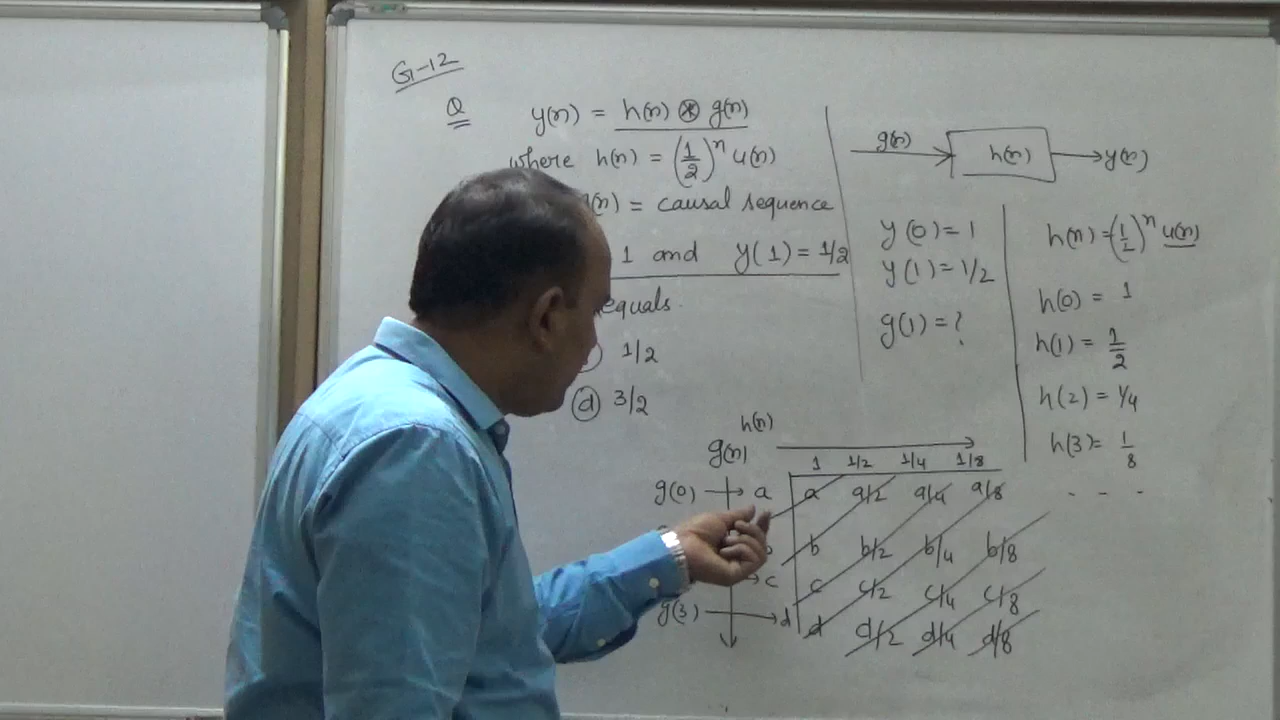 G-12
Q
y(n) = h(n) ⊛ g(n)
where h(n) = (1/2)^n u(n)
(n) = causal sequence
1 and y(1) = 1/2
equals
1/2
(d) 3/2
g(n)
h(n)
y(n)
y(0) = 1
y(1) = 1/2
g(1) = ?
h(n) = (1/2)^n u(n)
h(0) = 1
h(1) = 1/2
h(2) = 1/4
h(3) = 1/8
h(n)
g(n)
1 1/2 1/4 1/8
g(0) → a a a/2 a/4 a/8 - - -
b b b/2 b/4 b/8
→ c c c/2 c/4 c/8
g(3) → d d d/2 d/4 d/8